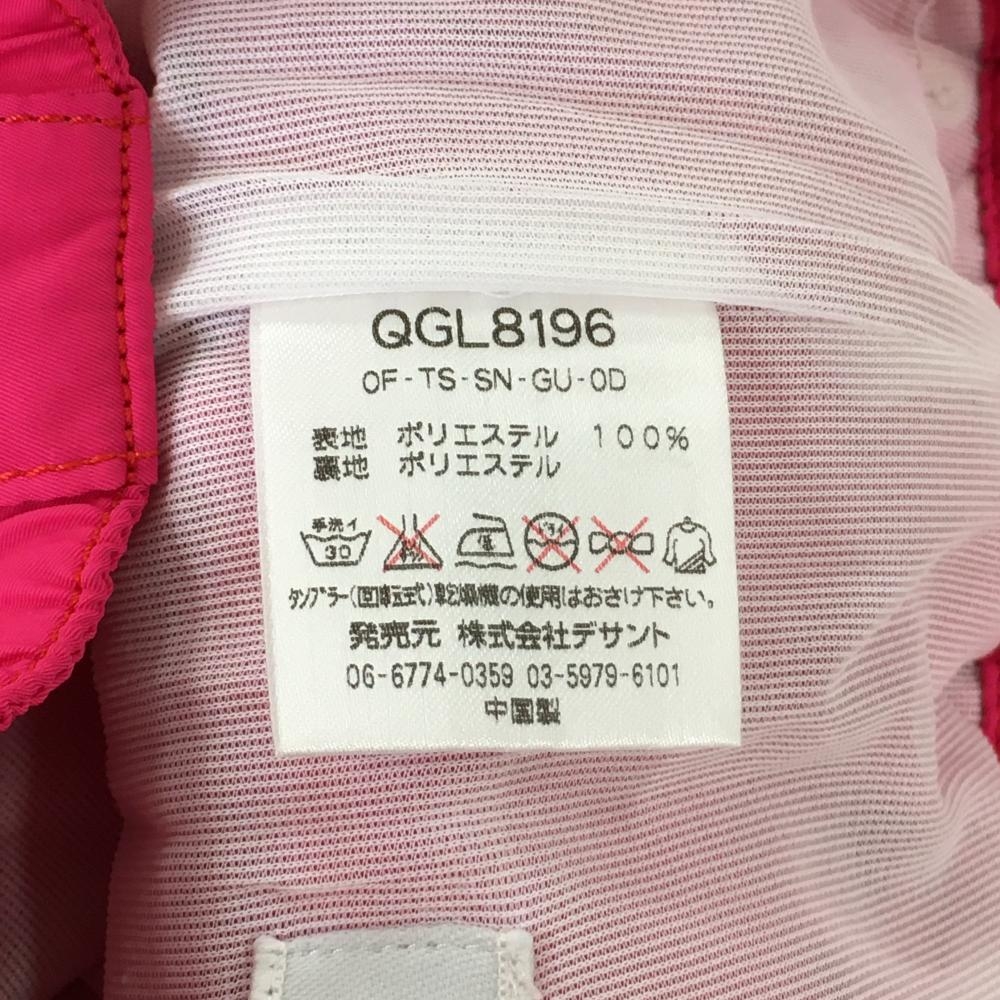 QGL8196
0F-TS-SN-GU-0D
表地 ポリエステル 100%
裏地 ポリエステル
手洗イ 30 低
タンブラー(回転式)乾燥機の使用はおさけ下さい。
発売元 株式会社デサント
06-6774-0359 03-5979-6101
中国製